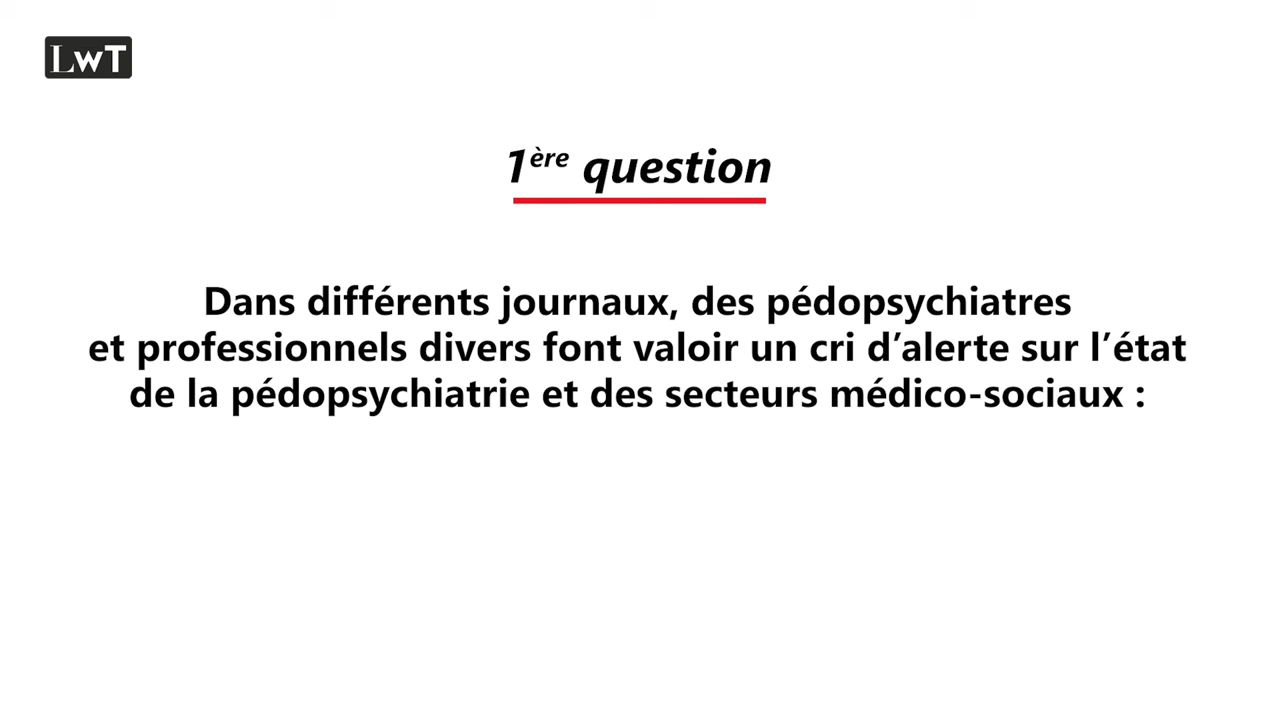 LwT
1ère question
Dans différents journaux, des pédopsychiatres
et professionnels divers font valoir un cri d’alerte sur l’état
de la pédopsychiatrie et des secteurs médico-sociaux :